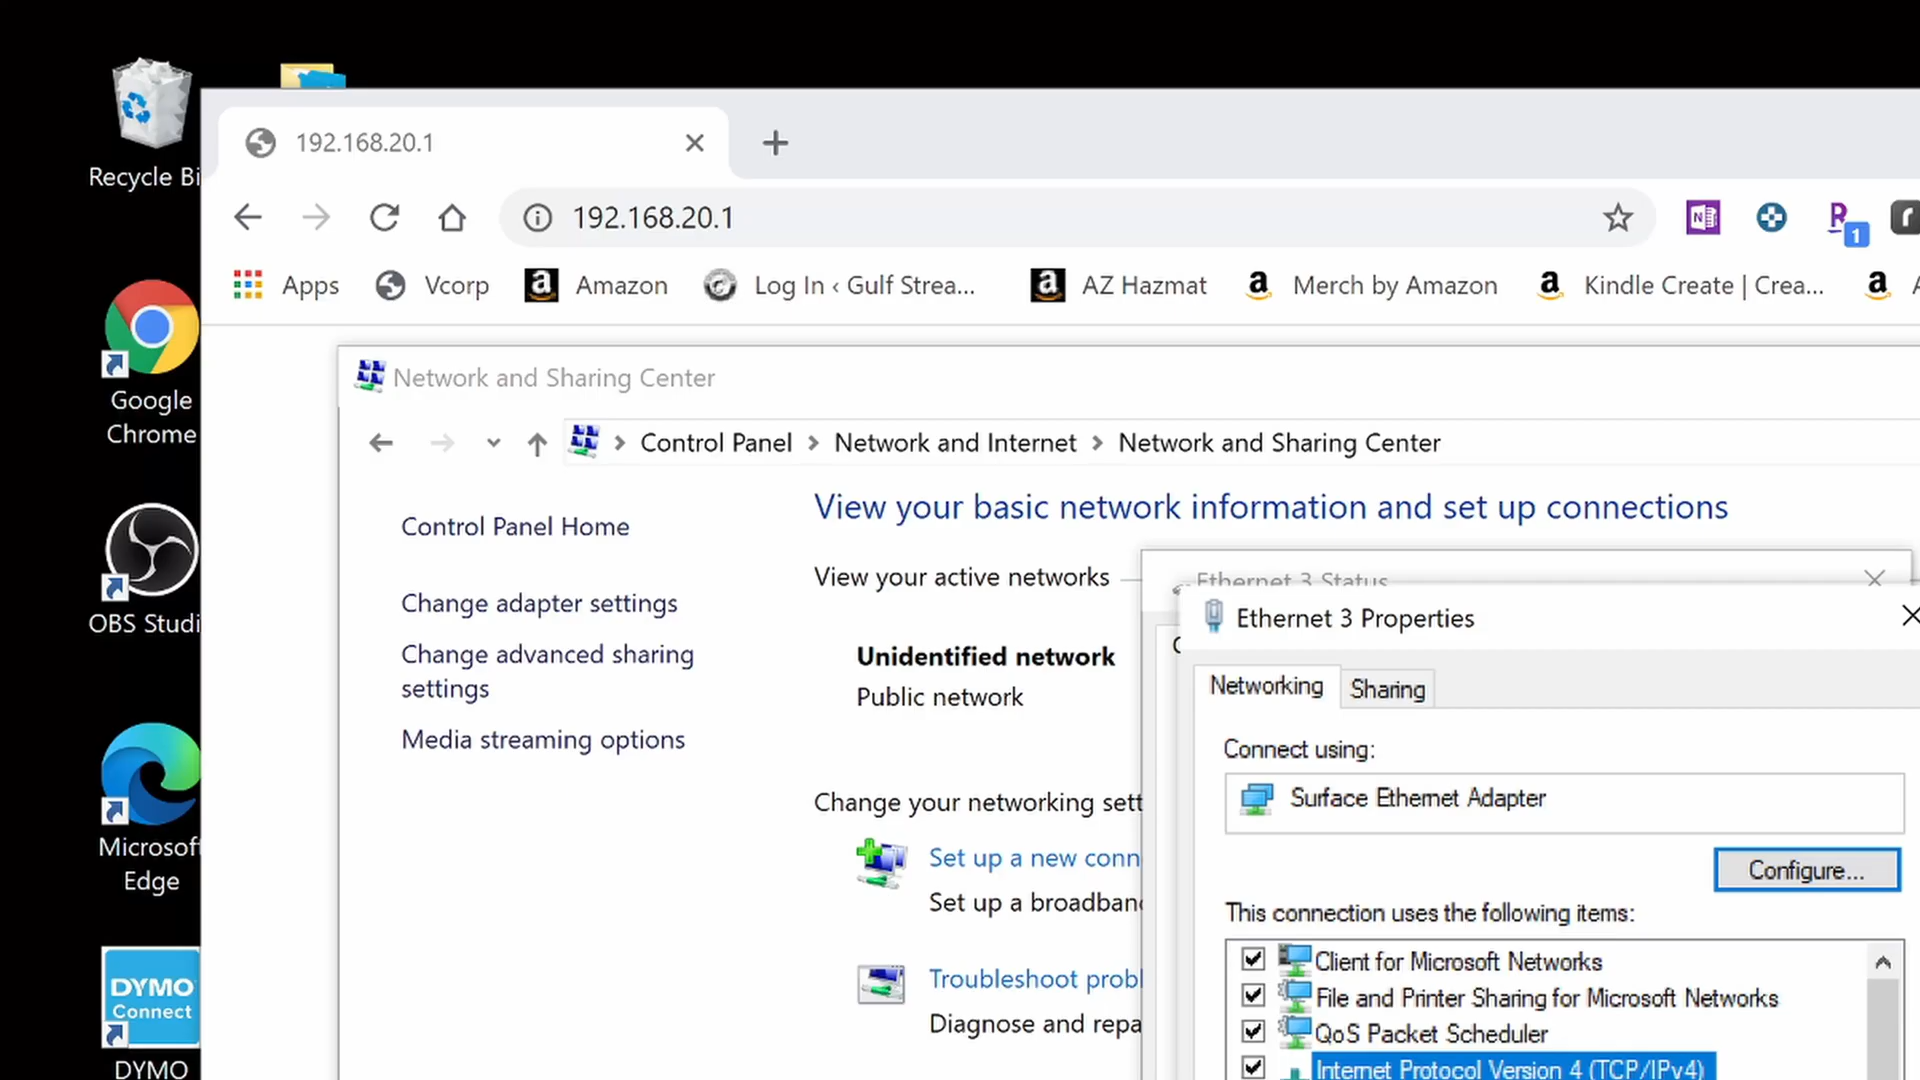 Recycle Bi
Google
Chrome
OBS Studi
Microsoft
Edge
DYMO
Connect
DYMO
192.168.20.1
192.168.20.1
1
Apps
Vcorp
Amazon
Log In ‹ Gulf Strea...
AZ Hazmat
Merch by Amazon
Kindle Create | Crea...
Network and Sharing Center
Control Panel > Network and Internet > Network and Sharing Center
Control Panel Home
Change adapter settings
Change advanced sharing
settings
Media streaming options
View your basic network information and set up connections
View your active networks
Unidentified network
Public network
Change your networking sett
Set up a new conn
Set up a broadban
Troubleshoot probl
Diagnose and repa
Ethernet 3 Status
Ethernet 3 Properties
Networking
Sharing
Connect using:
Surface Ethernet Adapter
Configure...
This connection uses the following items:
Client for Microsoft Networks
File and Printer Sharing for Microsoft Networks
QoS Packet Scheduler
Internet Protocol Version 4 (TCP/IPv4)